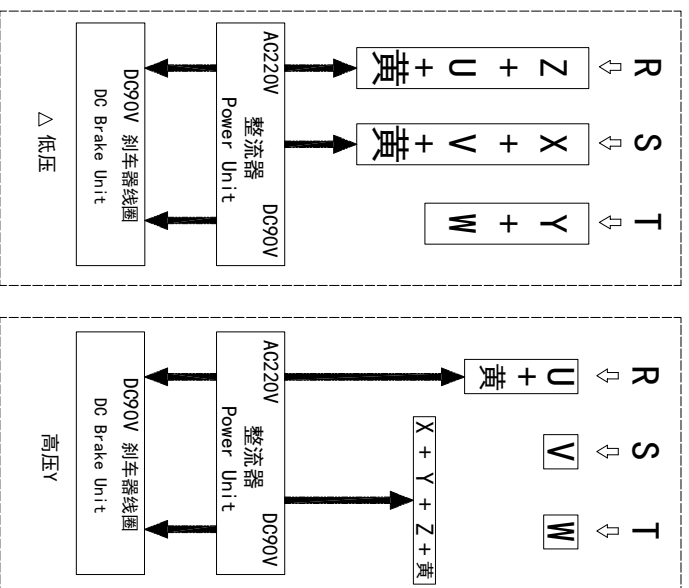 R S T
Z + U + 黄
X + V + 黄
Y + W
AC220V DC90V
整流器
Power Unit
DC90V 刹车器线圈
DC Brake Unit
△ 低压
R S T
U + 黄
V
W
X + Y + Z + 黄
AC220V DC90V
整流器
Power Unit
DC90V 刹车器线圈
DC Brake Unit
高压Y